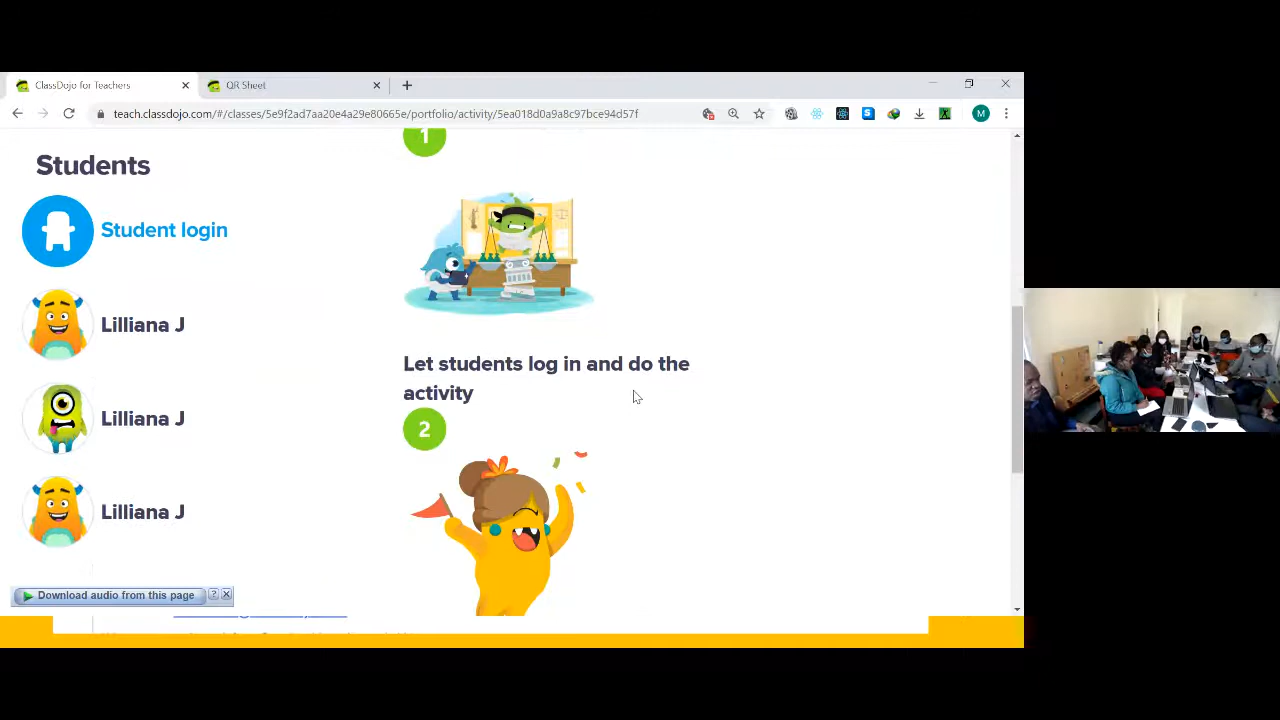 ClassDojo for Teachers
QR Sheet
teach.classdojo.com/#/classes/5e9f2ad7aa20e4a29e80665e/portfolio/activity/5ea018d0a9a8c97bce94d57f
M
Students
Student login
Lilliana J
Lilliana J
Lilliana J
1
Let students log in and do the
activity
2
Download audio from this page
?